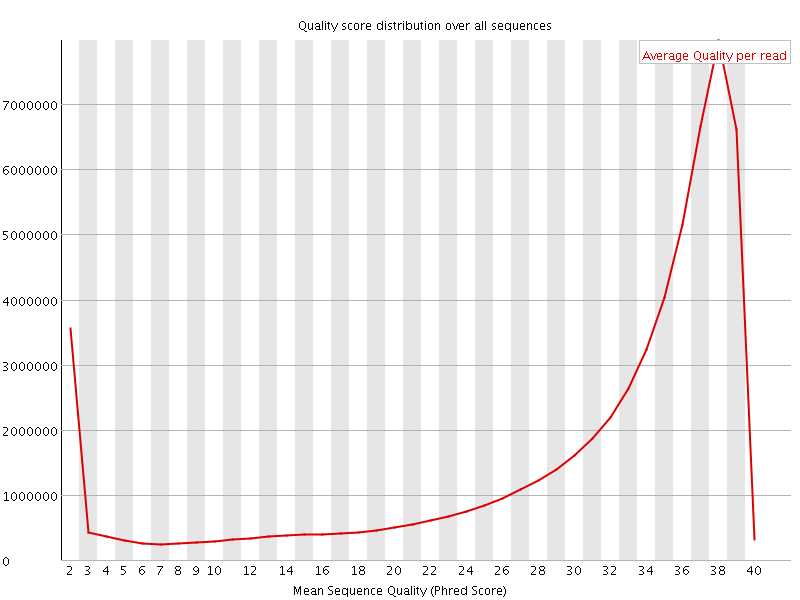 Quality score distribution over all sequences
Average Quality per read
7000000
6000000
5000000
4000000
3000000
2000000
1000000
0
2 3 4 5 6 7 8 9 10 12 14 16 18 20 22 24 26 28 30 32 34 36 38 40
Mean Sequence Quality (Phred Score)